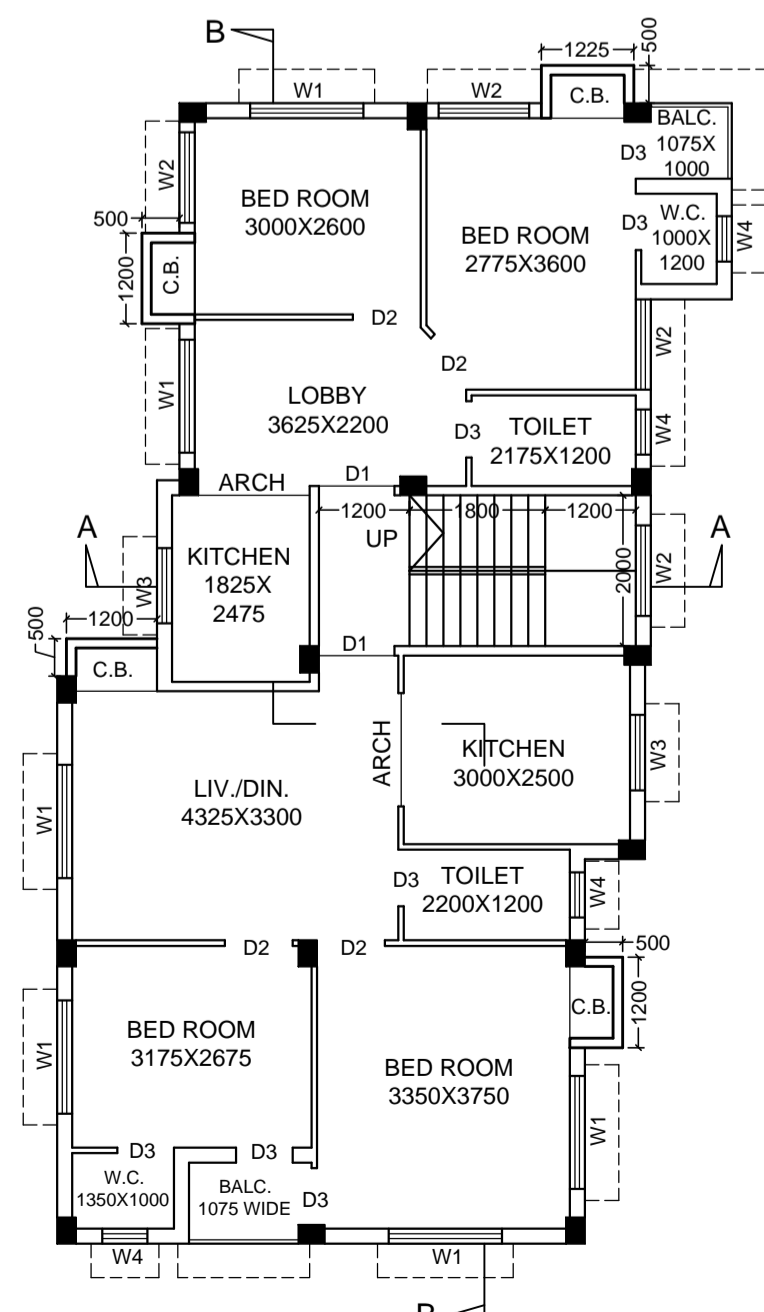 B
1225
500
W1
W2
C.B.
BALC.
1075X
1000
D3
W2
BED ROOM
3000X2600
BED ROOM
2775X3600
D3
W.C.
1000X
1200
W4
500
1200
C.B.
D2
W1
D2
W2
LOBBY
3625X2200
D3
TOILET
2175X1200
W4
ARCH
D1
1200
1800
1200
A
UP
A
KITCHEN
1825X
2475
W3
2000
W2
1200
500
D1
C.B.
ARCH
KITCHEN
3000X2500
W3
LIV./DIN.
4325X3300
W1
D3
TOILET
2200X1200
W4
D2
D2
500
C.B.
1200
BED ROOM
3175X2675
W1
BED ROOM
3350X3750
W1
D3
D3
W.C.
1350X1000
BALC.
1075 WIDE
D3
W4
W1
B